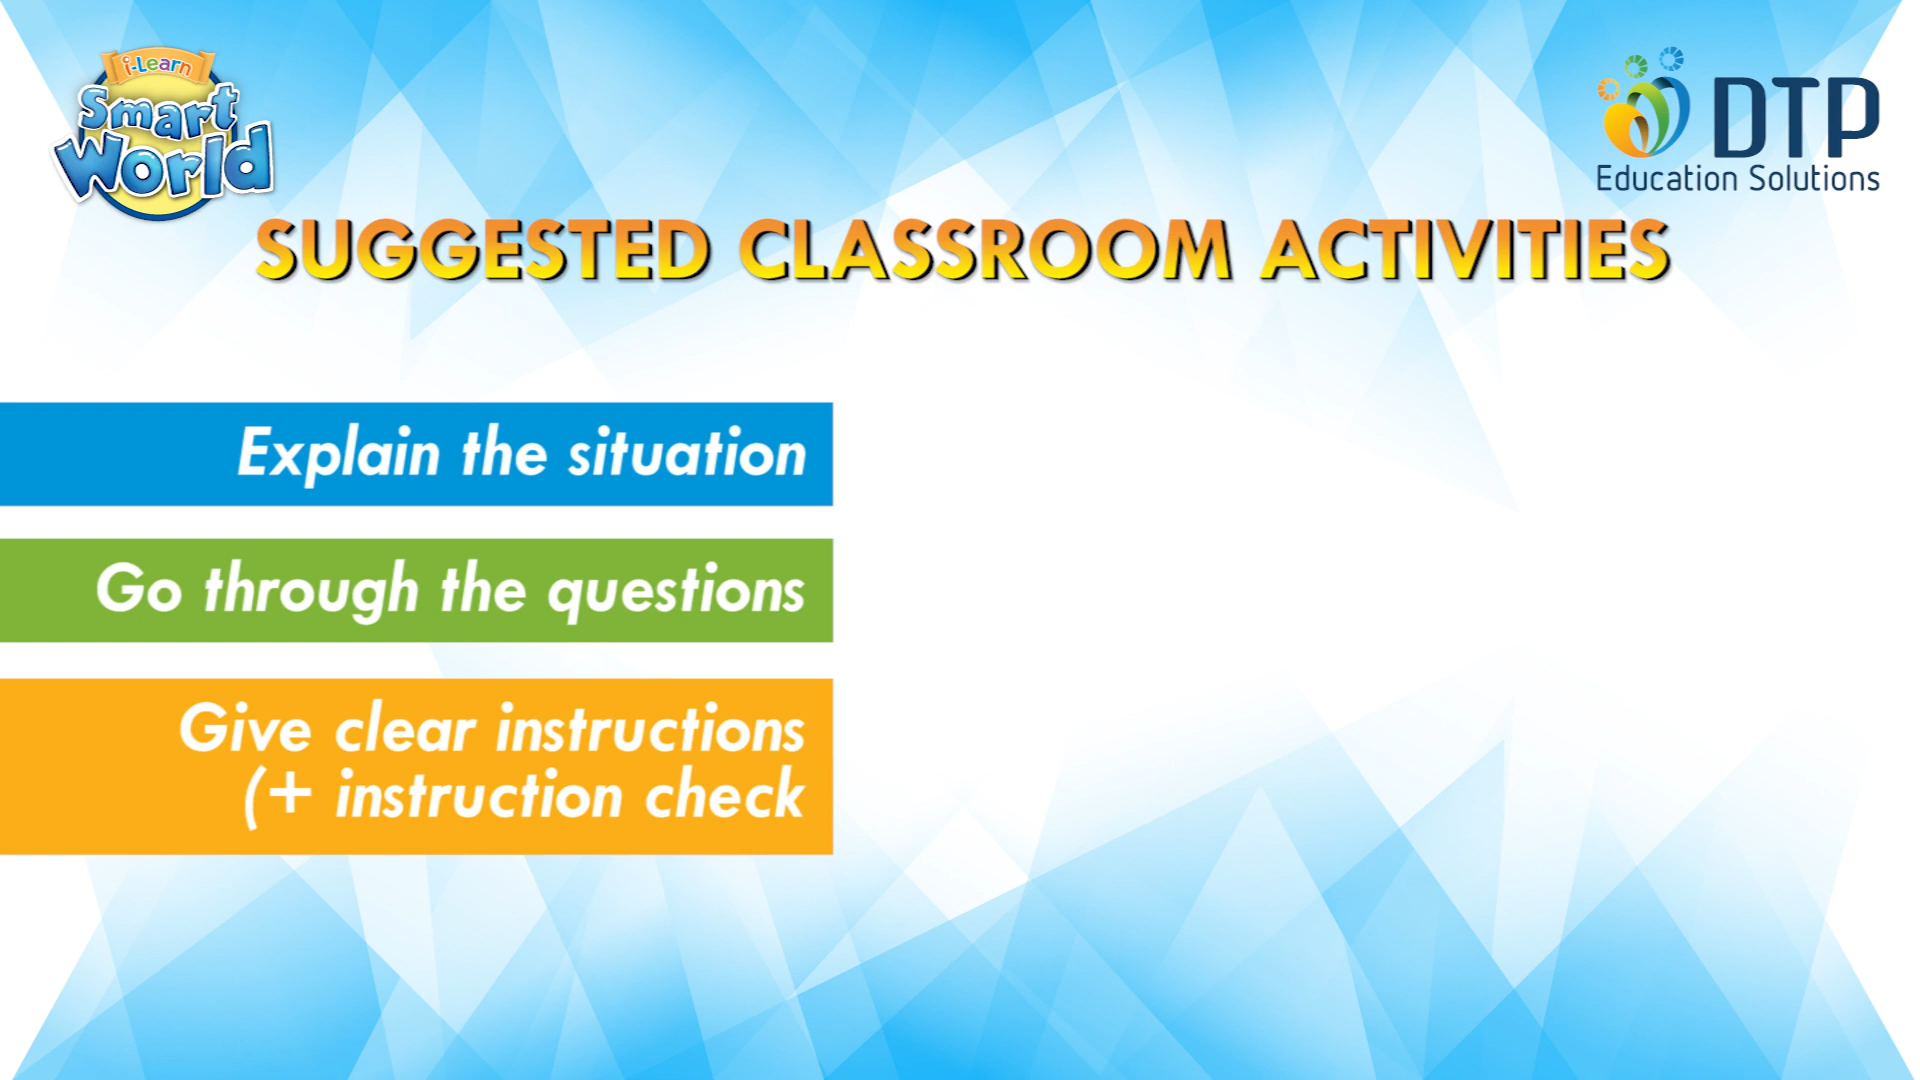 i-Learn
Smart
World
DTP
Education Solutions
SUGGESTED CLASSROOM ACTIVITIES
Explain the situation
Go through the questions
Give clear instructions
(+ instruction check